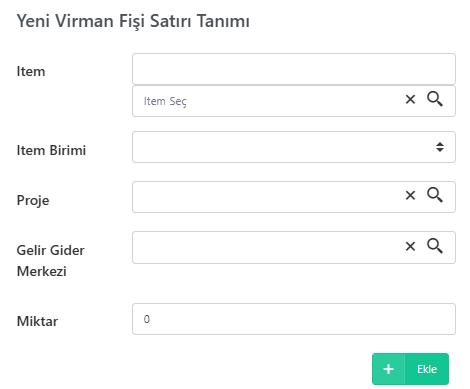 Yeni Virman Fişi Satırı Tanımı
Item
Item Seç
Item Birimi
Proje
Gelir Gider
Merkezi
Miktar
0
Ekle